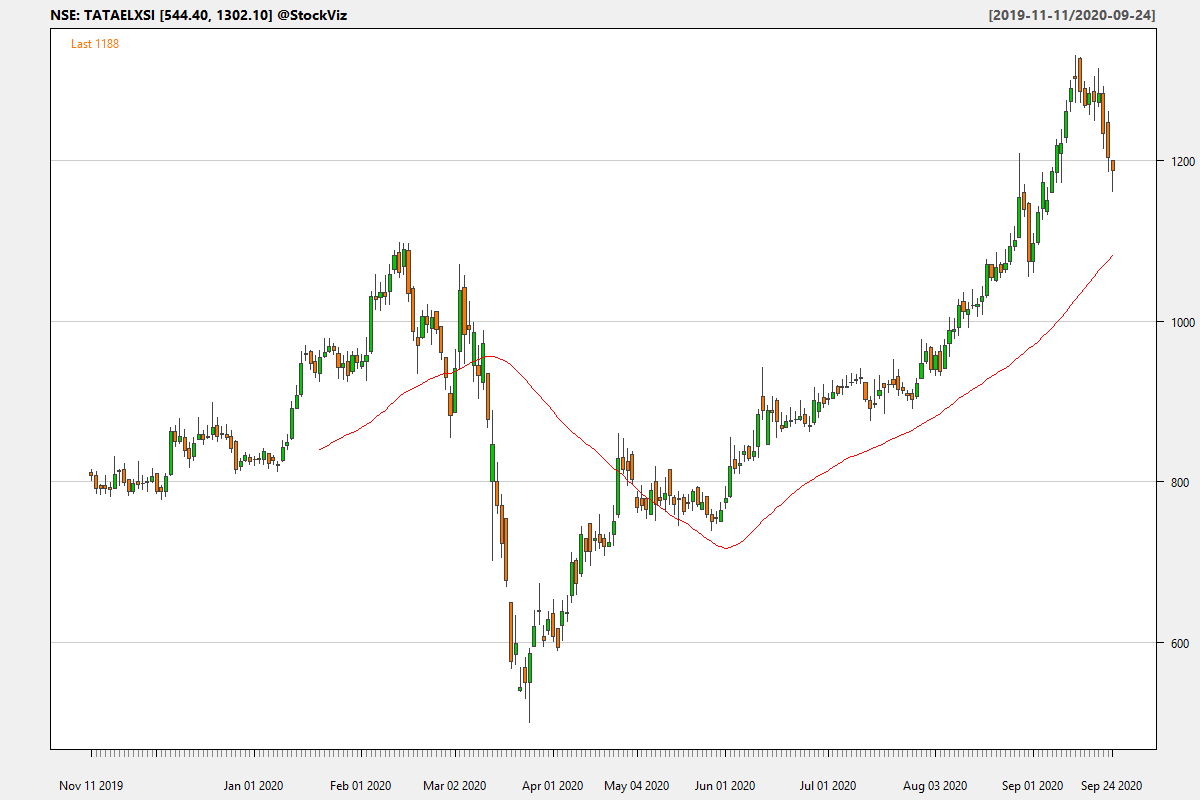 NSE: TATAELXSI [544.40, 1302.10] @StockViz
[2019-11-11/2020-09-24]
Last 1188
1200
1000
800
600
Nov 11 2019 Jan 01 2020 Feb 01 2020 Mar 02 2020 Apr 01 2020 May 04 2020 Jun 01 2020 Jul 01 2020 Aug 03 2020 Sep 01 2020 Sep 24 2020